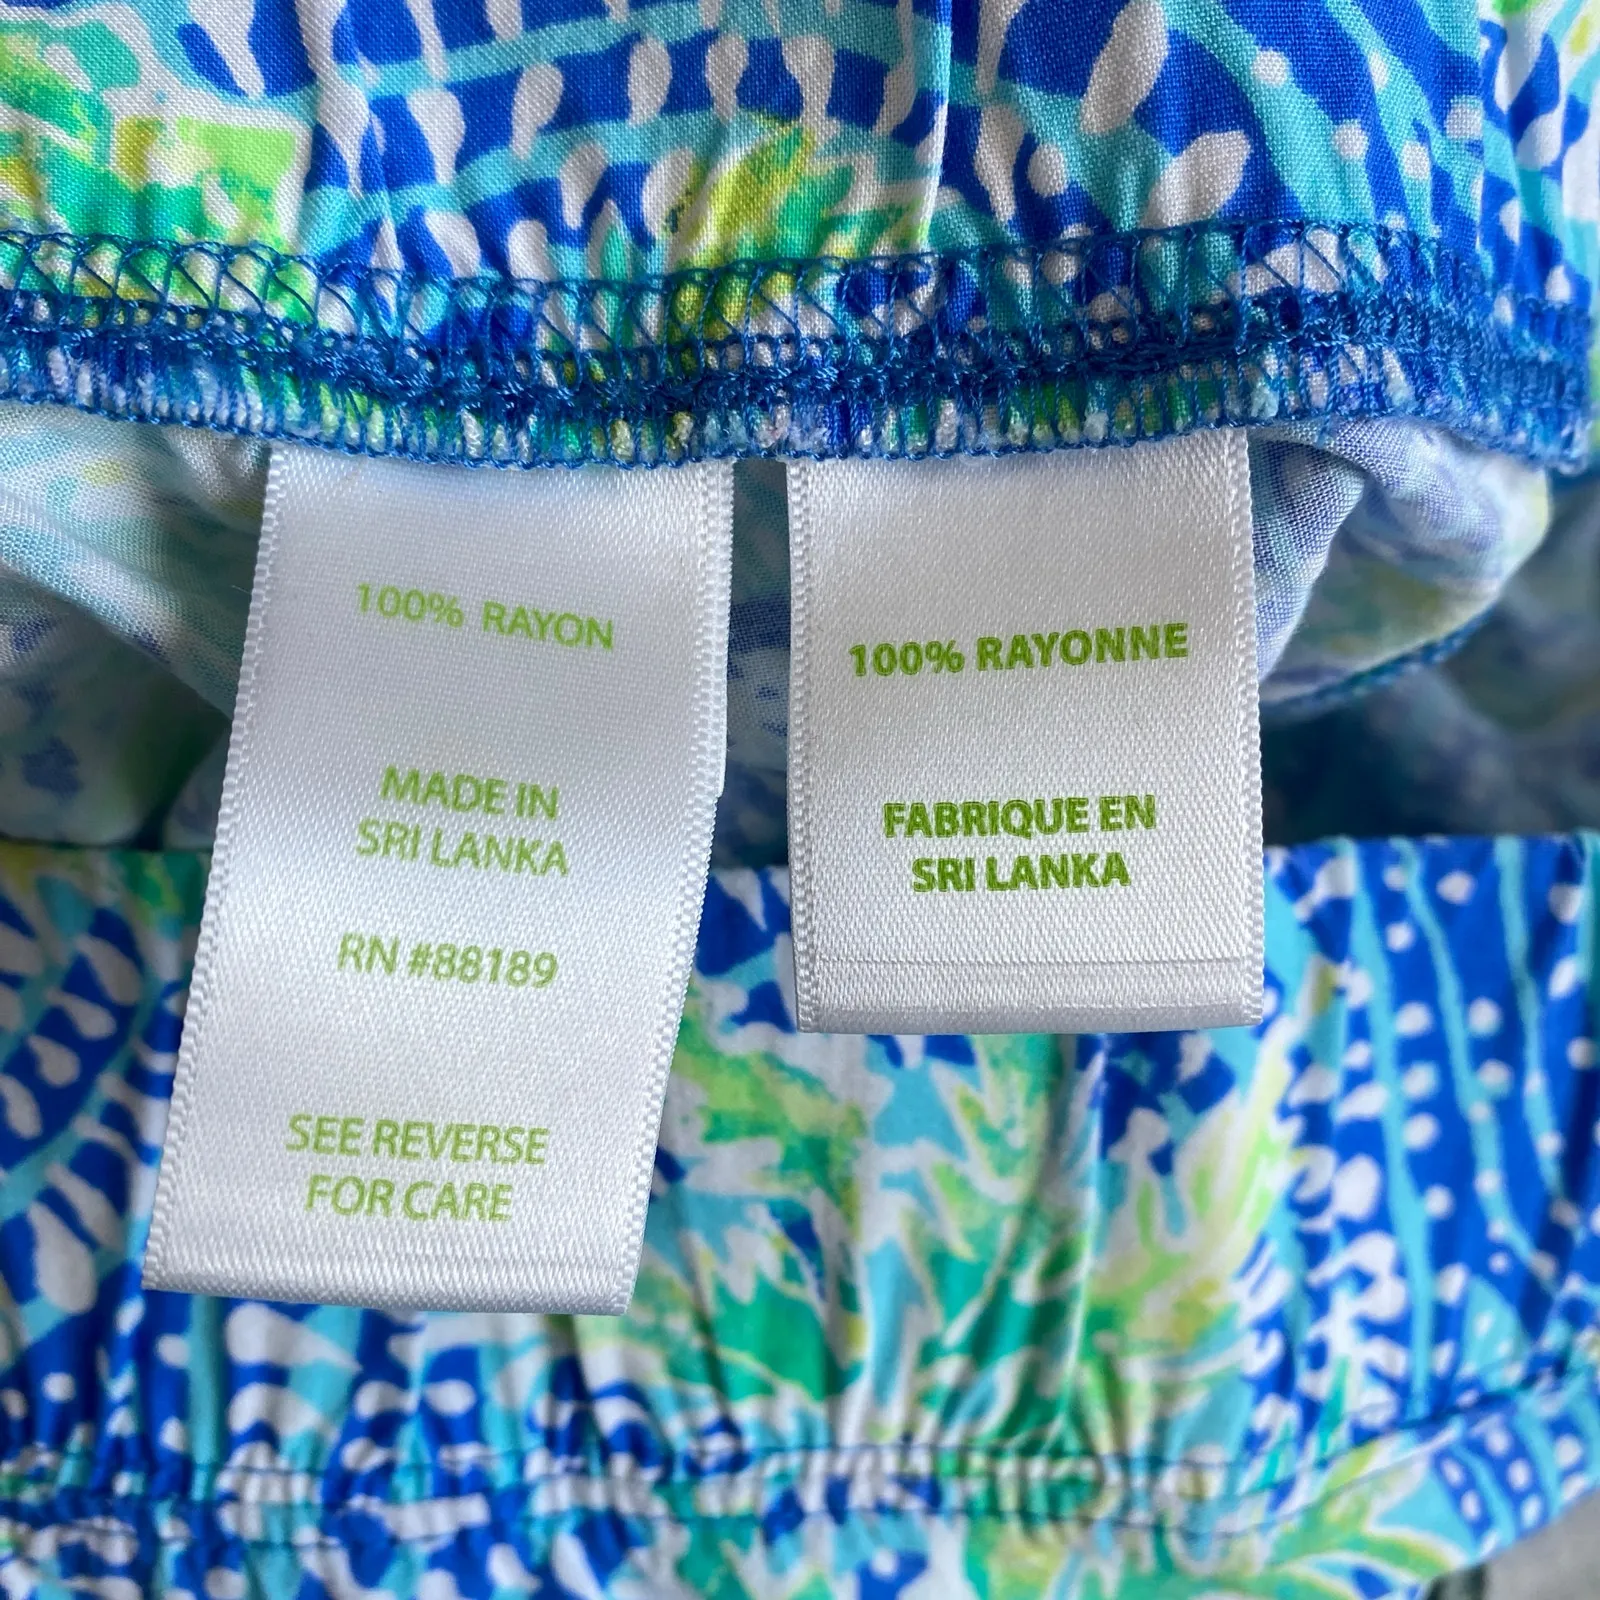 100% RAYON
MADE IN
SRI LANKA
RN #88189
SEE REVERSE
FOR CARE
100% RAYONNE
FABRIQUE EN
SRI LANKA